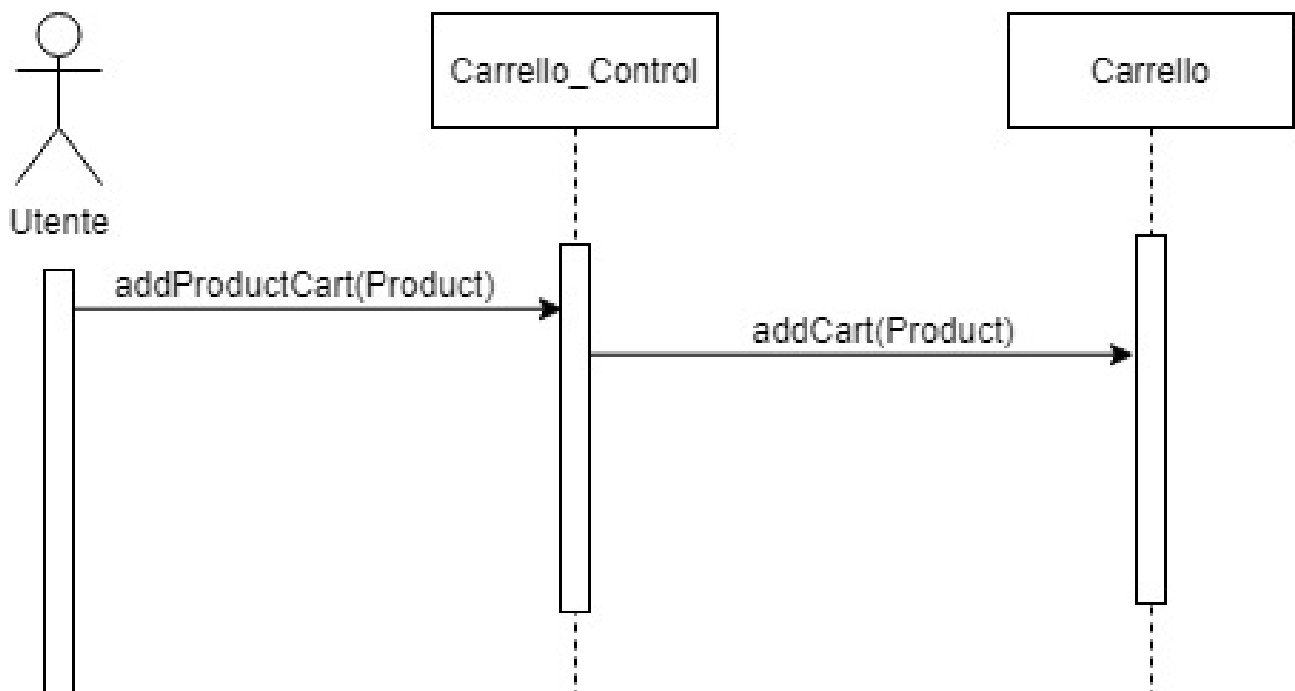 Carrello_Control
Carrello
Utente
addProductCart(Product)
addCart(Product)